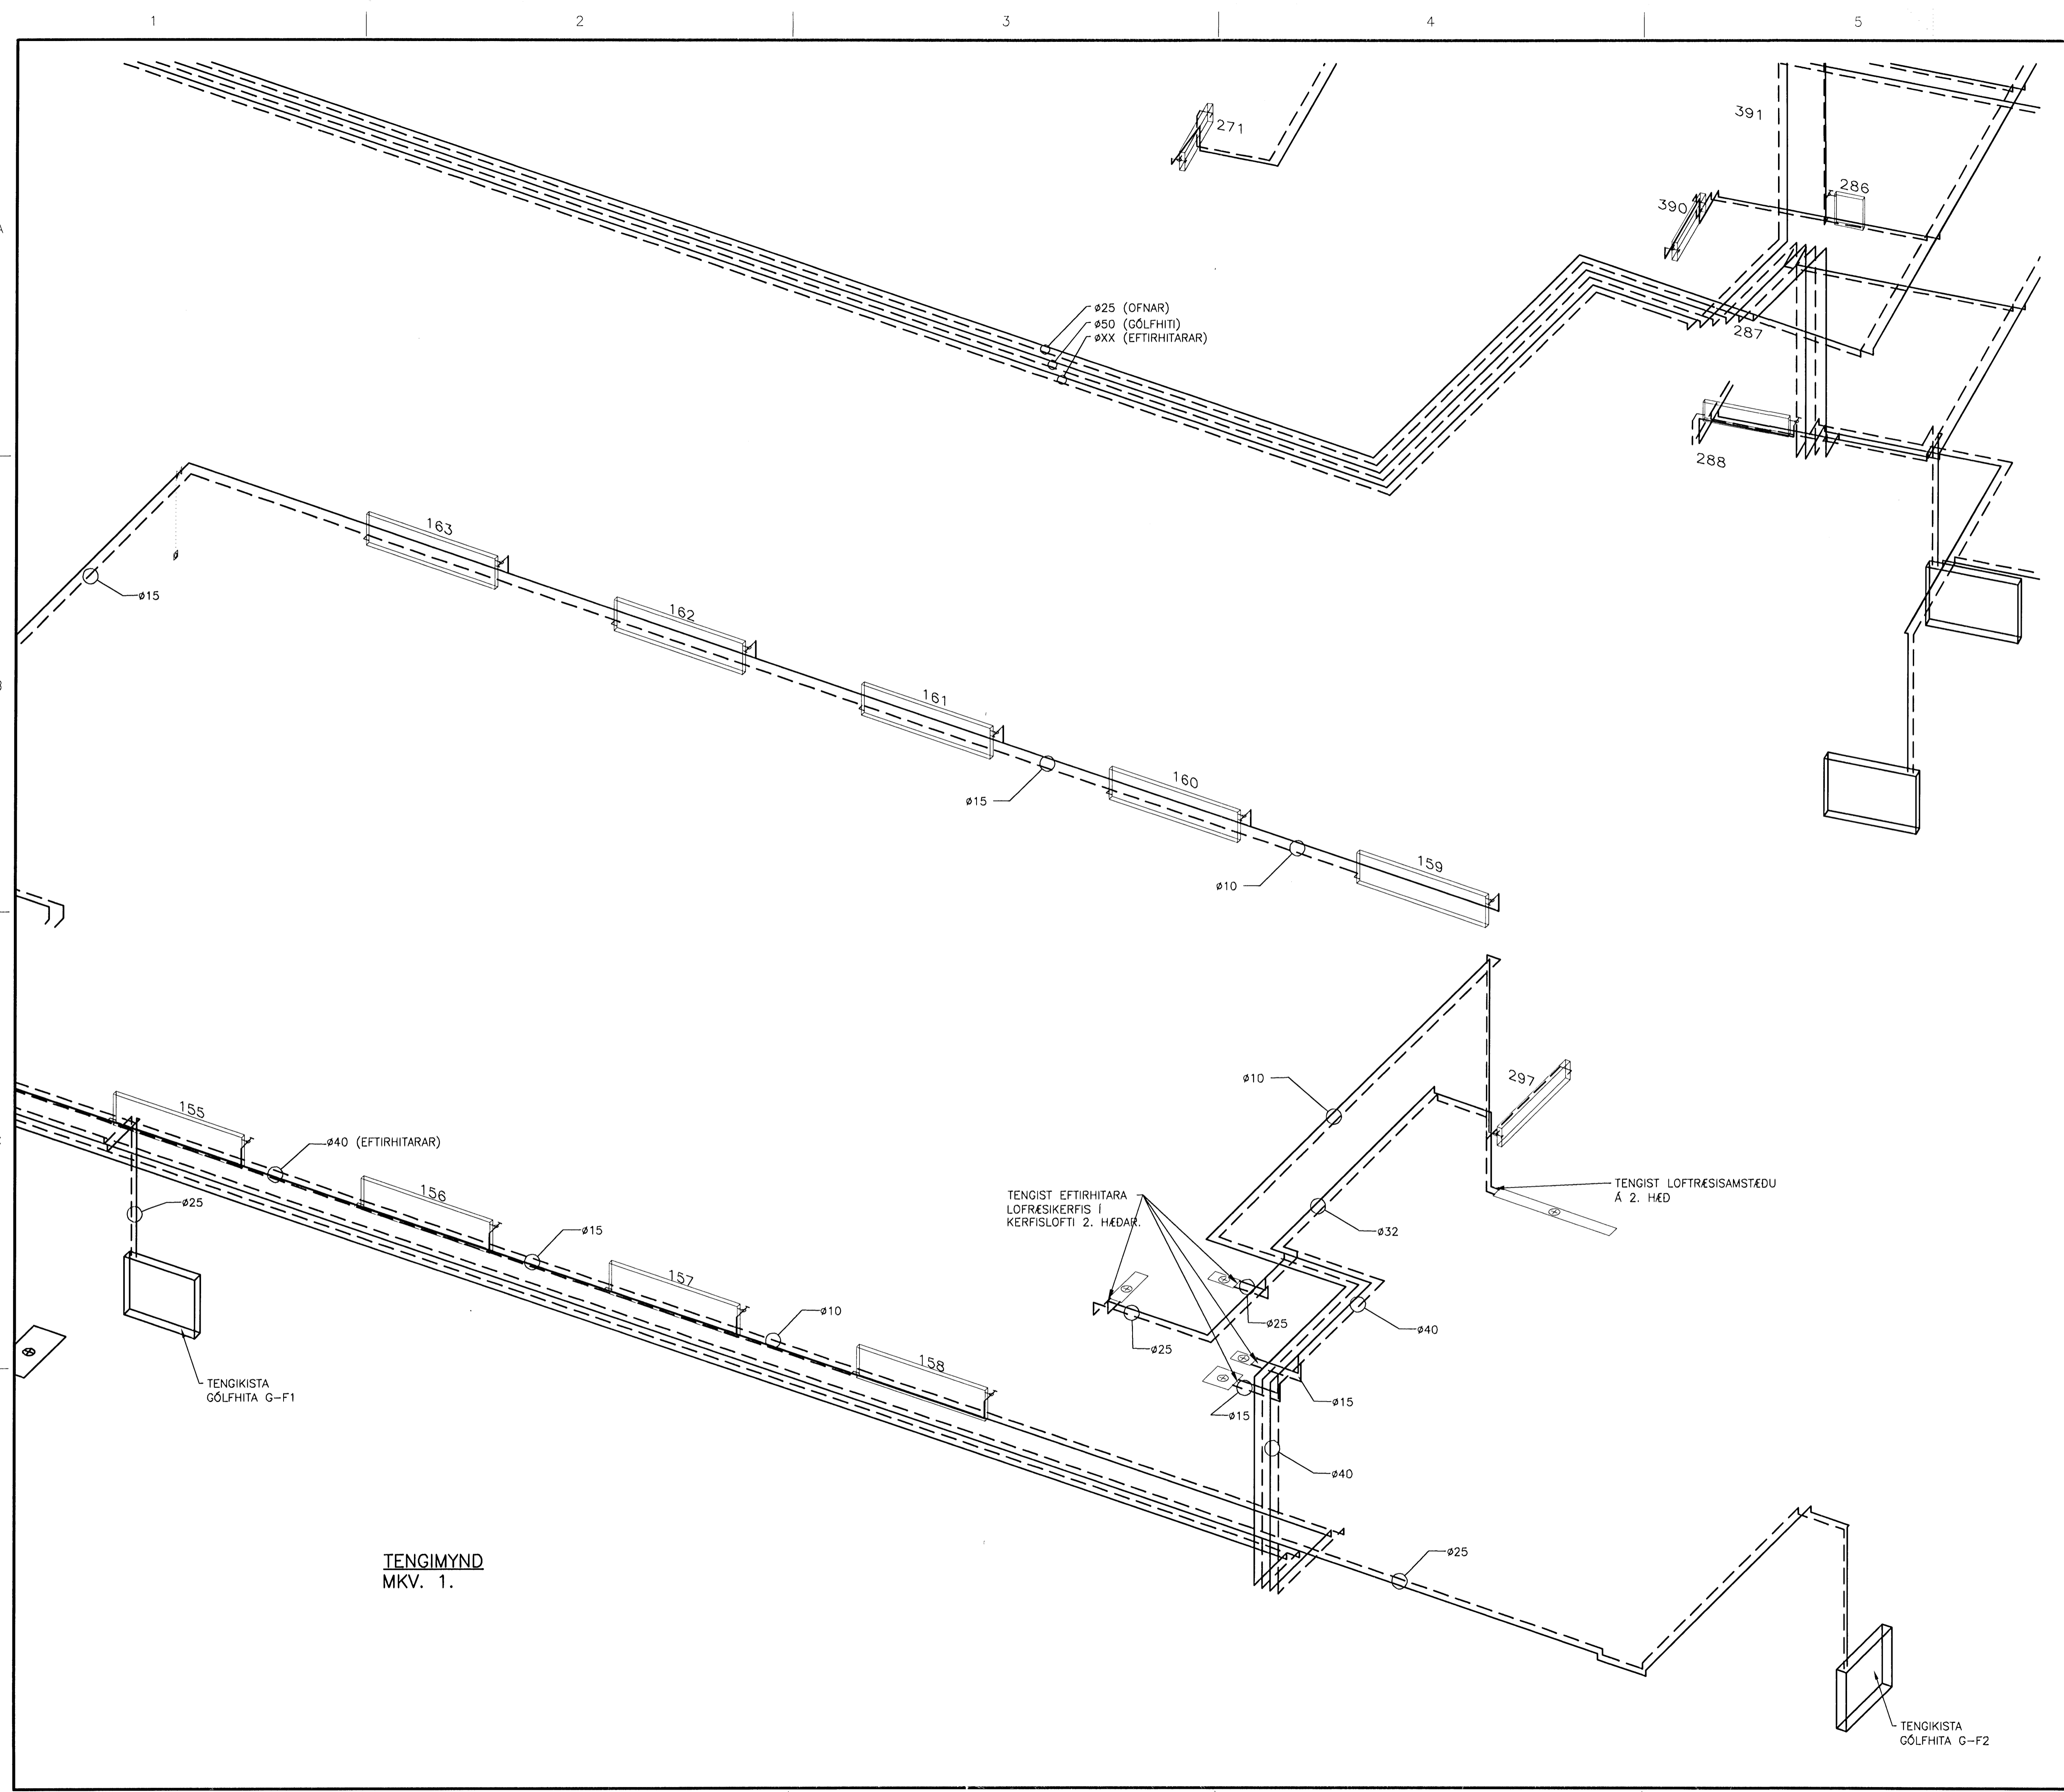 1
2
3
4
5
271
391
286
390
ø25 (OFNAR)
ø50 (GÓLFHITI)
øXX (EFTIRHITARAR)
287
288
163
ø15
162
161
160
ø15
159
ø10
ø10
297
155
ø40 (EFTIRHITARAR)
156
ø25
TENGIST LOFTRÆSISAMSTÆDU
Á 2. HÆD
TENGIST EFTIRHITARA
LOFRÆSIKERFIS Í
KERFISLOFTI 2. HÆDAR.
ø15
ø32
157
ø10
ø25
ø25
ø40
158
TENGIKISTA
GÓLFHITA G-F1
ø15
ø15
ø40
TENGIMYND
MKV. 1.
ø25
TENGIKISTA
GÓLFHITA G-F2